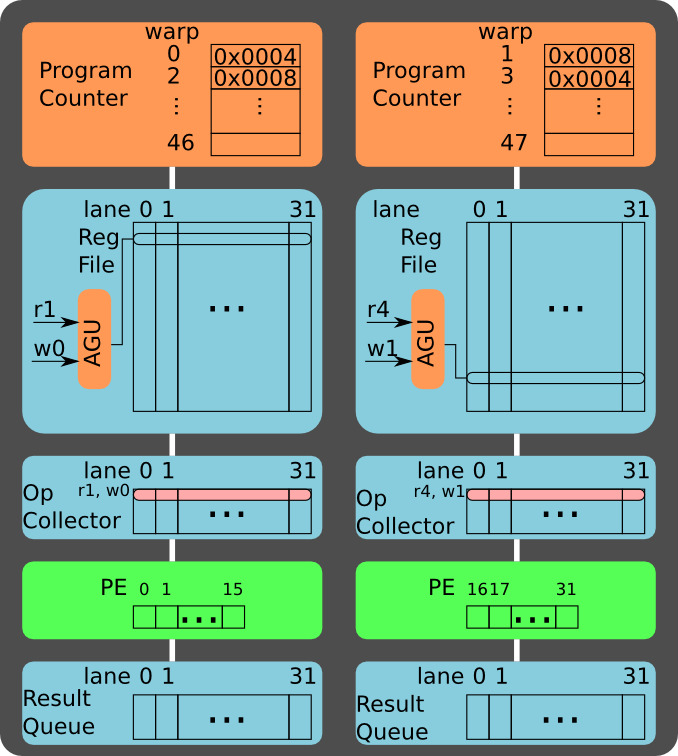 warp
Program Counter
0 0x0004
2 0x0008
⋮ ⋮
46
warp
Program Counter
1 0x0008
3 0x0004
⋮ ⋮
47
lane 0 1 31
Reg
File
...
r1
w0
AGU
lane 0 1 31
Reg
File
...
r4
w1
AGU
lane 0 1 31
Op r1, w0
Collector ...
lane 0 1 31
Op r4, w1
Collector ...
PE 0 1 15
...
PE 16 17 31
...
lane 0 1 31
Result
Queue ...
lane 0 1 31
Result
Queue ...